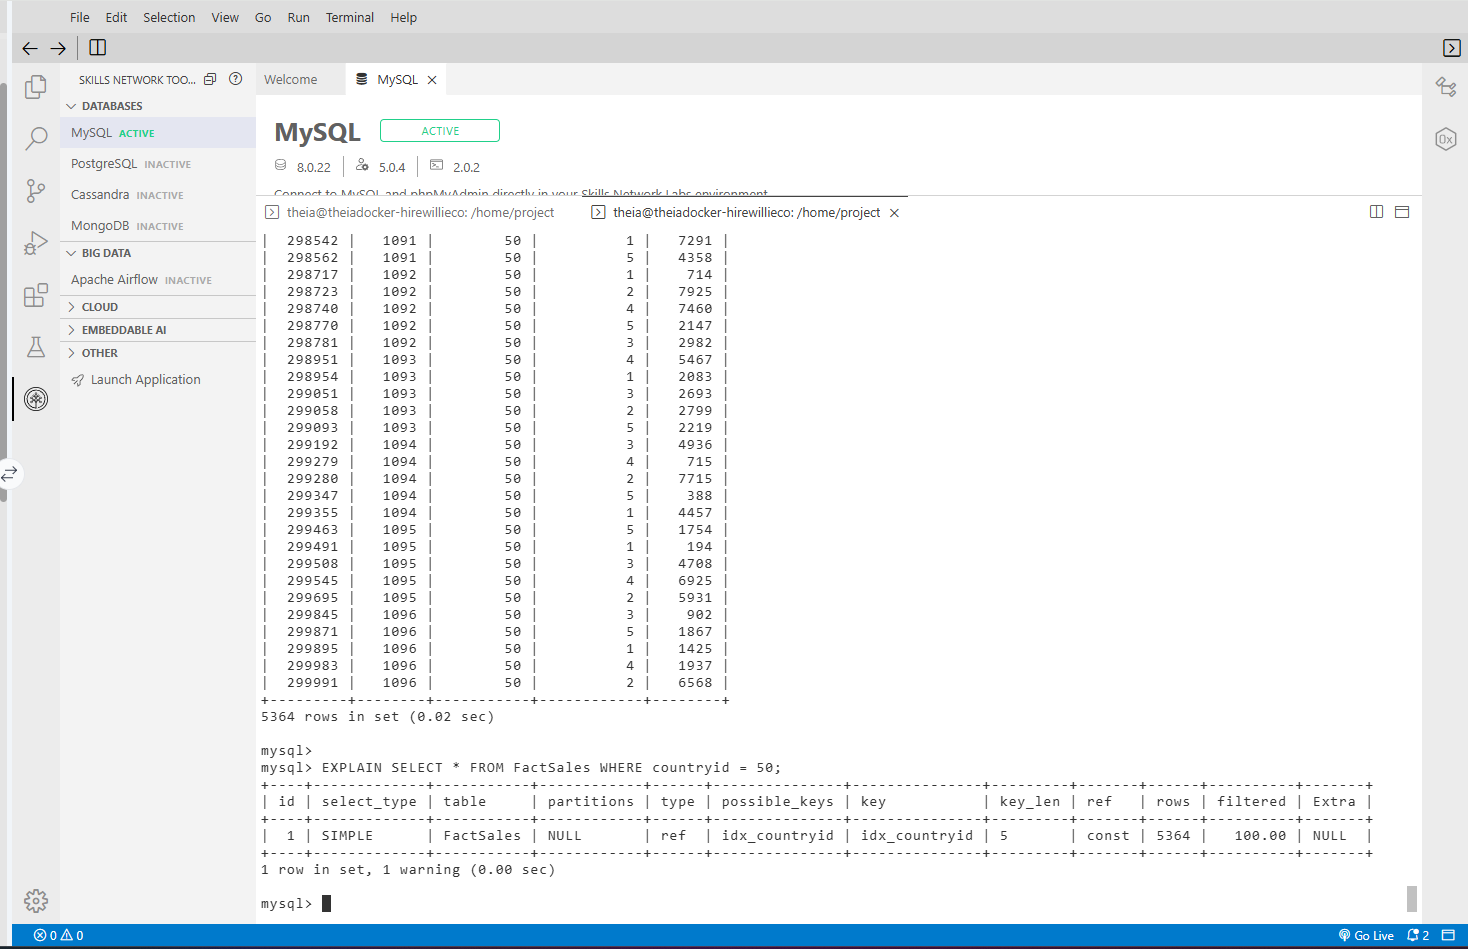 File Edit Selection View Go Run Terminal Help
SKILLS NETWORK TOO...
Welcome
MySQL
DATABASES
MySQL ACTIVE
PostgreSQL INACTIVE
Cassandra INACTIVE
MongoDB INACTIVE
BIG DATA
Apache Airflow INACTIVE
CLOUD
EMBEDDABLE AI
OTHER
Launch Application
MySQL ACTIVE
8.0.22 5.0.4 2.0.2
Connect to MySQL and phpMyAdmin directly in your Skills Network Labs environment
theia@theiadocker-hirewillieco: /home/project theia@theiadocker-hirewillieco: /home/project
| 298542 | 1091 | 50 | 1 | 7291 |
| 298562 | 1091 | 50 | 5 | 4358 |
| 298717 | 1092 | 50 | 1 | 714 |
| 298723 | 1092 | 50 | 2 | 7925 |
| 298740 | 1092 | 50 | 4 | 7460 |
| 298770 | 1092 | 50 | 5 | 2147 |
| 298781 | 1092 | 50 | 3 | 2982 |
| 298951 | 1093 | 50 | 4 | 5467 |
| 298954 | 1093 | 50 | 1 | 2083 |
| 299051 | 1093 | 50 | 3 | 2693 |
| 299058 | 1093 | 50 | 2 | 2799 |
| 299093 | 1093 | 50 | 5 | 2219 |
| 299192 | 1094 | 50 | 3 | 4936 |
| 299279 | 1094 | 50 | 4 | 715 |
| 299280 | 1094 | 50 | 2 | 7715 |
| 299347 | 1094 | 50 | 5 | 388 |
| 299355 | 1094 | 50 | 1 | 4457 |
| 299463 | 1095 | 50 | 5 | 1754 |
| 299491 | 1095 | 50 | 1 | 194 |
| 299508 | 1095 | 50 | 3 | 4708 |
| 299545 | 1095 | 50 | 4 | 6925 |
| 299695 | 1095 | 50 | 2 | 5931 |
| 299845 | 1096 | 50 | 3 | 902 |
| 299871 | 1096 | 50 | 5 | 1867 |
| 299895 | 1096 | 50 | 1 | 1425 |
| 299983 | 1096 | 50 | 4 | 1937 |
| 299991 | 1096 | 50 | 2 | 6568 |
+---------+--------+-----------+------------+--------+
5364 rows in set (0.02 sec)
mysql>
mysql> EXPLAIN SELECT * FROM FactSales WHERE countryid = 50;
+----+-------------+-----------+------------+------+---------------+---------------+---------+-------+------+----------+-------+
| id | select_type | table | partitions | type | possible_keys | key | key_len | ref | rows | filtered | Extra |
+----+-------------+-----------+------------+------+---------------+---------------+---------+-------+------+----------+-------+
| 1 | SIMPLE | FactSales | NULL | ref | idx_countryid | idx_countryid | 5 | const | 5364 | 100.00 | NULL |
+----+-------------+-----------+------------+------+---------------+---------------+---------+-------+------+----------+-------+
1 row in set, 1 warning (0.00 sec)
mysql>
0 0 Go Live 2